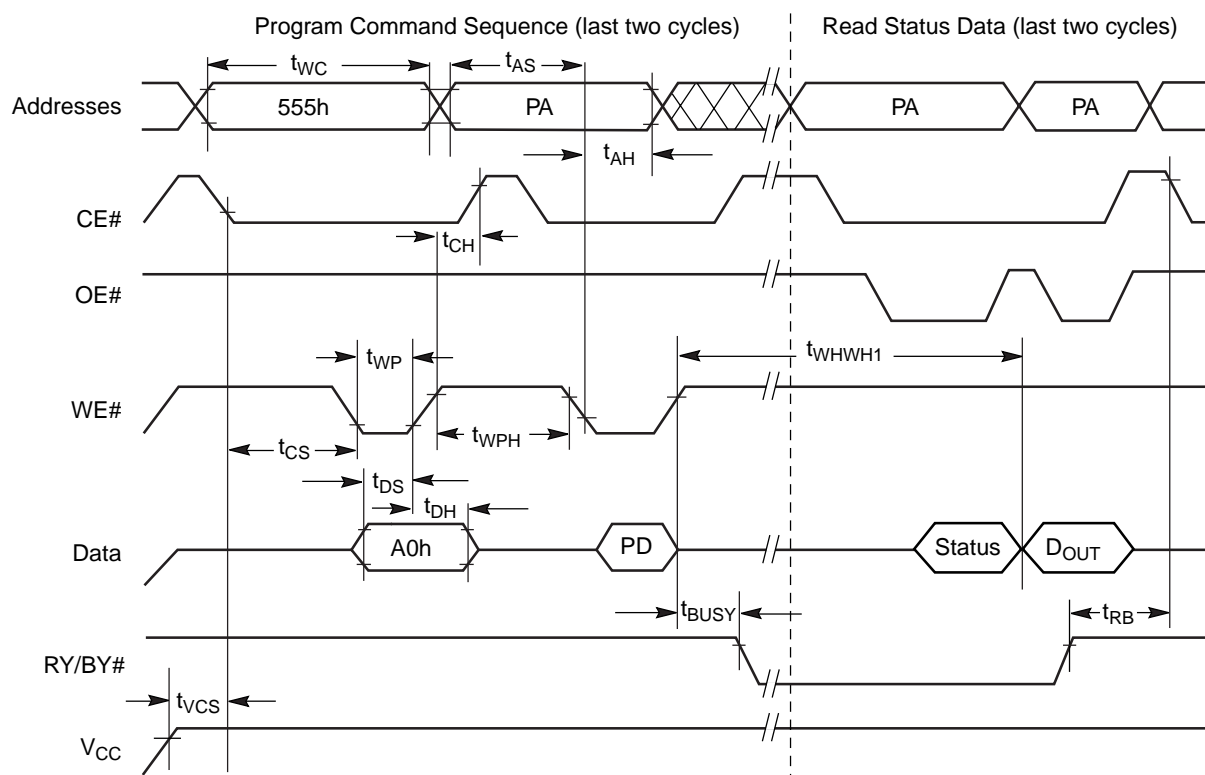 Program Command Sequence (last two cycles)
Read Status Data (last two cycles)
tWC
tAS
Addresses
555h
PA
PA
PA
tAH
CE#
tCH
OE#
tWP
tWHWH1
WE#
tCS
tWPH
tDS
tDH
Data
A0h
PD
Status
DOUT
tBUSY
tRB
RY/BY#
tVCS
VCC